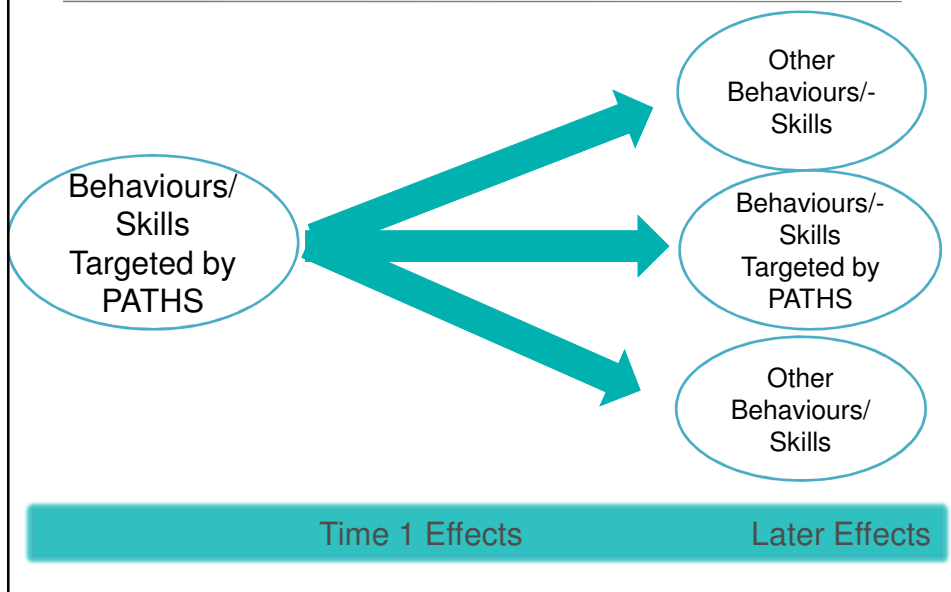 Behaviours/
Skills
Targeted by
PATHS
Other
Behaviours/-
Skills
Behaviours/-
Skills
Targeted by
PATHS
Other
Behaviours/
Skills
Time 1 Effects
Later Effects